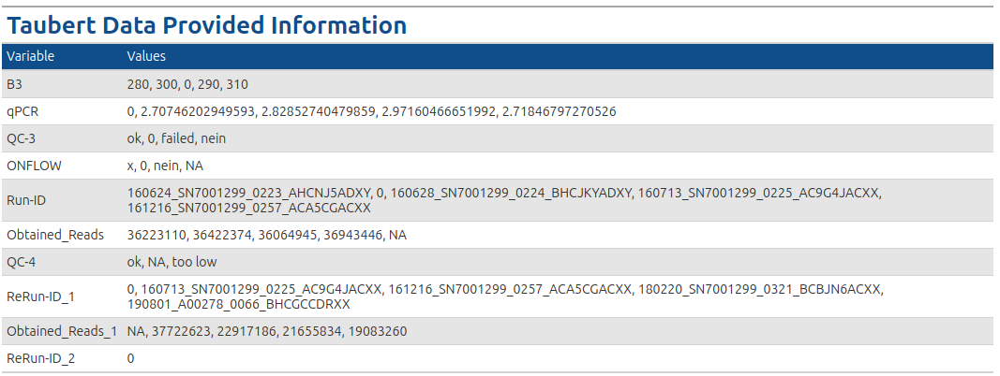 Taubert Data Provided Information
Variable Values
B3 280, 300, 0, 290, 310
qPCR 0, 2.70746202949593, 2.82852740479859, 2.97160466651992, 2.71846797270526
QC-3 ok, 0, failed, nein
ONFLOW x, 0, nein, NA
Run-ID 160624_SN7001299_0223_AHCNJ5ADXY, 0, 160628_SN7001299_0224_BHCJKYADXY, 160713_SN7001299_0225_AC9G4JACXX,
161216_SN7001299_0257_ACA5CGACXX
Obtained_Reads 36223110, 36422374, 36064945, 36943446, NA
QC-4 ok, NA, too low
ReRun-ID_1 0, 160713_SN7001299_0225_AC9G4JACXX, 161216_SN7001299_0257_ACA5CGACXX, 180220_SN7001299_0321_BCBJN6ACXX,
190801_A00278_0066_BHCGCCDRXX
Obtained_Reads_1 NA, 37722623, 22917186, 21655834, 19083260
ReRun-ID_2 0